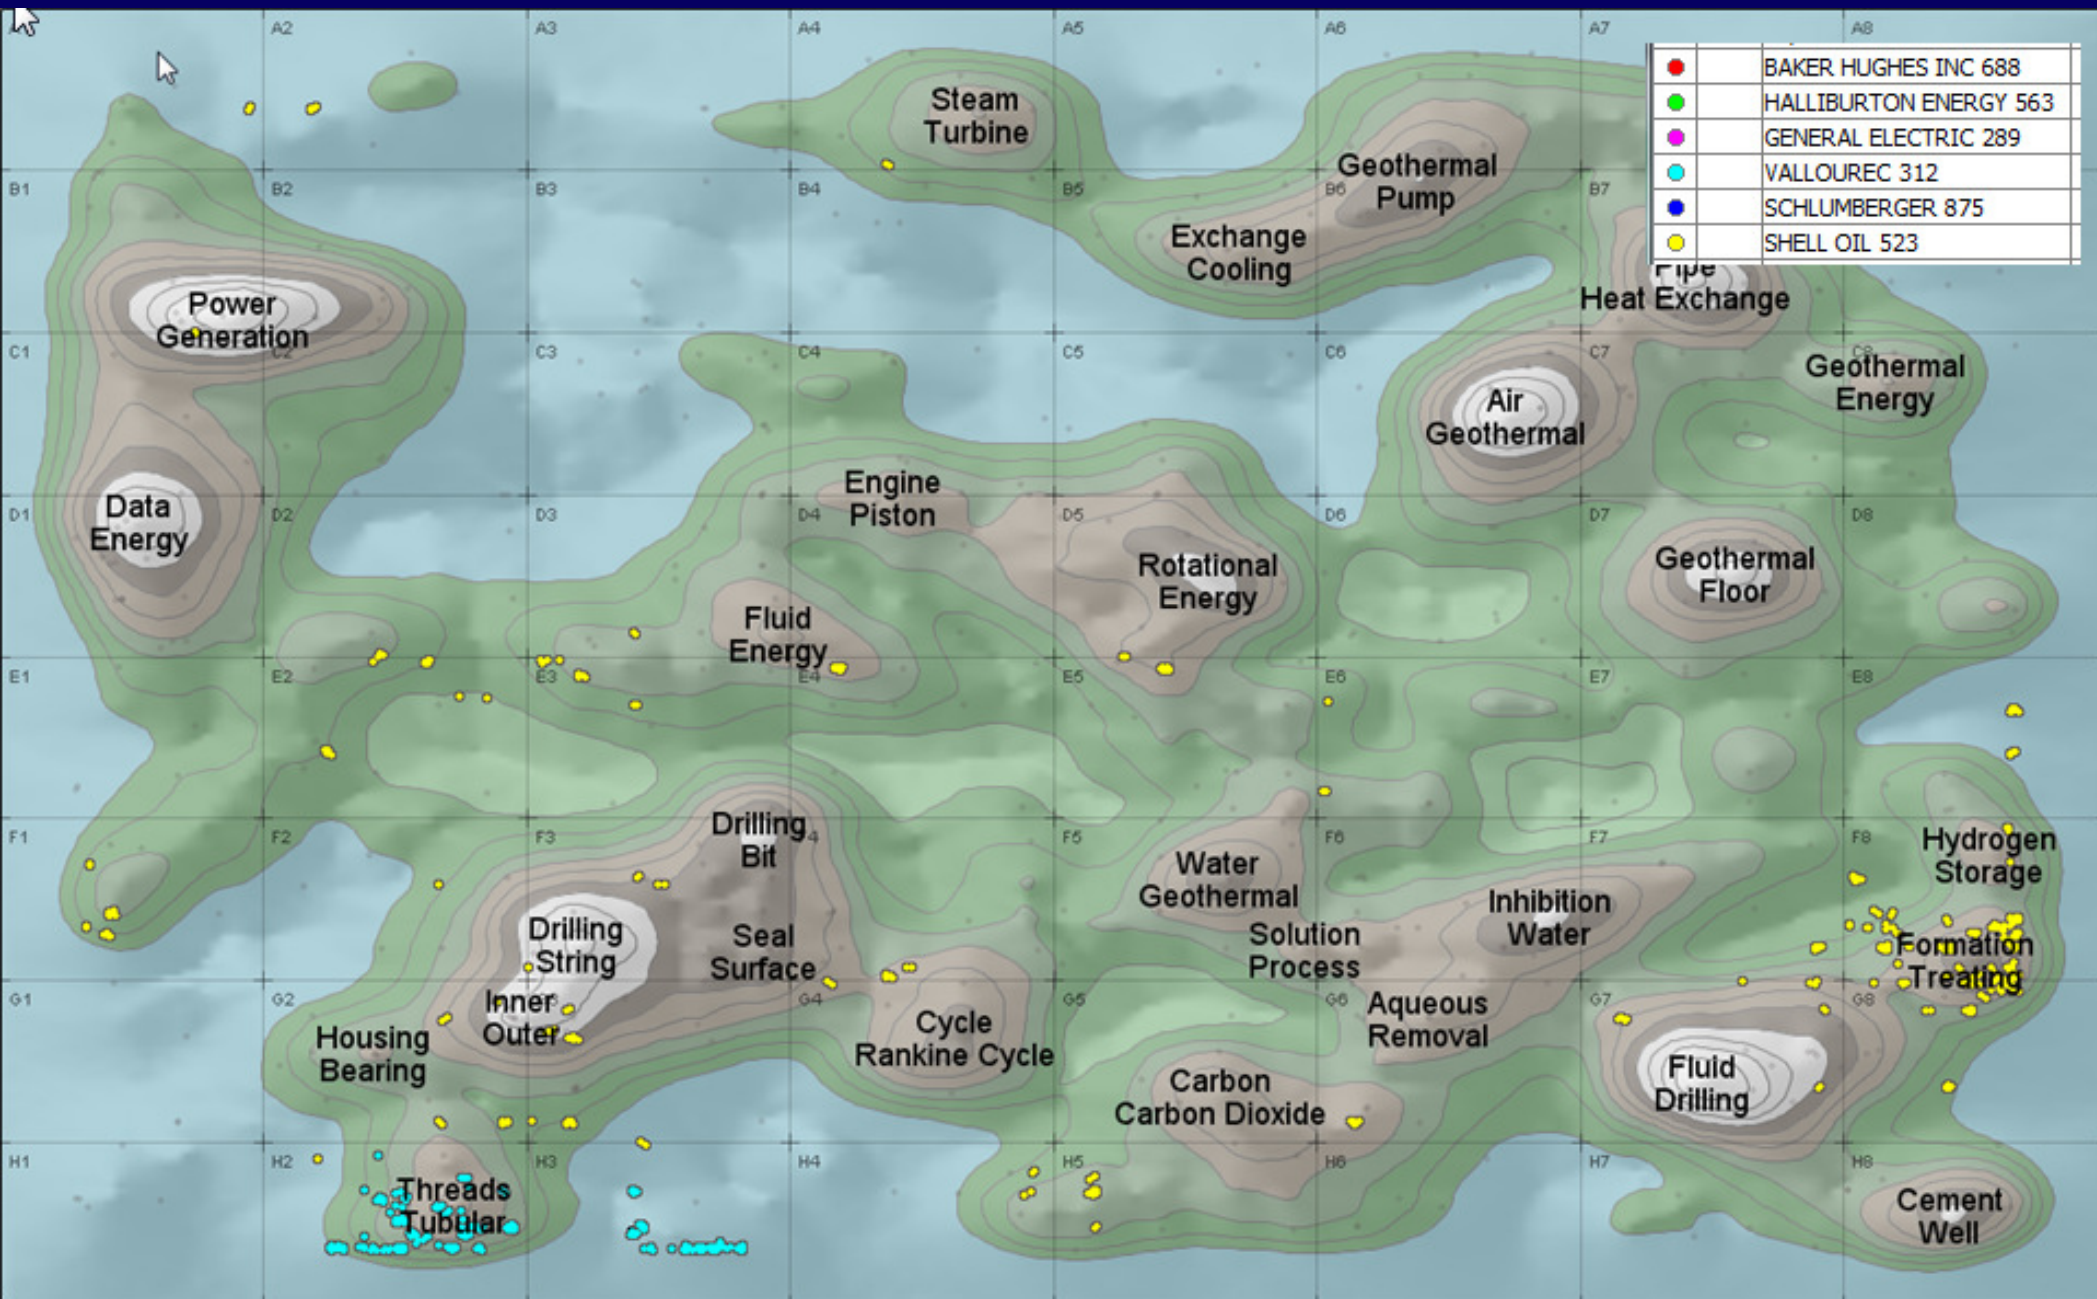 A2
A3
A4
A5
A6
A7
A8
BAKER HUGHES INC 688
HALLIBURTON ENERGY 563
GENERAL ELECTRIC 289
VALLOUREC 312
SCHLUMBERGER 875
SHELL OIL 523
Steam
Turbine
Geothermal
Pump
B1
B2
B3
B4
B5
B6
B7
Exchange
Cooling
Pipe
Heat Exchange
Power
Generation
C1
C2
C3
C4
C5
C6
C7
C8
Geothermal
Energy
Air
Geothermal
Engine
Piston
Data
Energy
D1
D2
D3
D4
D5
D6
D7
D8
Rotational
Energy
Geothermal
Floor
Fluid
Energy
E1
E2
E3
E4
E5
E6
E7
E8
Drilling
Bit
F1
F2
F3
F5
F6
F7
F8
Hydrogen
Storage
Water
Geothermal
Inhibition
Water
Drilling
String
Seal
Surface
Solution
Process
Formation
Treating
G1
G2
G4
G5
G6
G7
G8
Inner
Outer
Housing
Bearing
Cycle
Rankine Cycle
Aqueous
Removal
Carbon
Carbon Dioxide
Fluid
Drilling
H1
H2
H3
H4
H5
H6
H7
H8
Threads
Tubular
Cement
Well